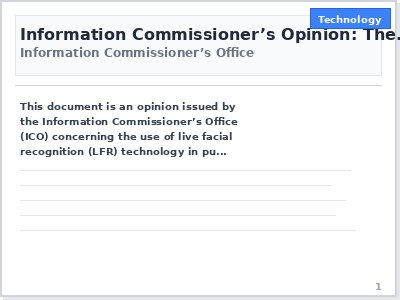 Technology
Information Commissioner’s Opinion: The...
Information Commissioner’s Office
This document is an opinion issued by
the Information Commissioner’s Office
(ICO) concerning the use of live facial
recognition (LFR) technology in pu...
1